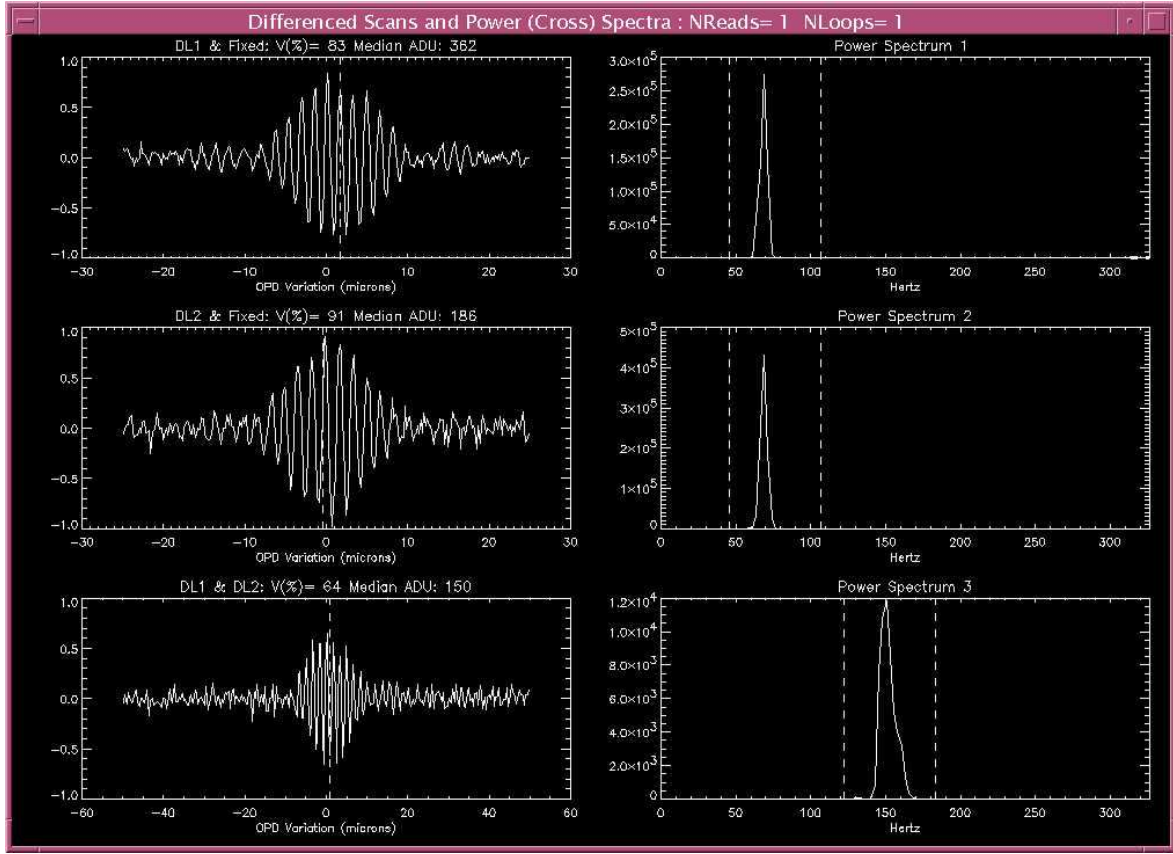 Differenced Scans and Power (Cross) Spectra : NReads= 1 NLoops= 1
DL1 & Fixed: V(%)= 83 Median ADU: 362
1.0
0.5
0.0
-0.5
-1.0
-30 -20 -10 0 10 20 30
OPD Variation (microns)
Power Spectrum 1
3.0×10^5
2.5×10^5
2.0×10^5
1.5×10^5
1.0×10^5
5.0×10^4
0
0 50 100 150 200 250 300
Hertz
DL2 & Fixed: V(%)= 91 Median ADU: 186
1.0
0.5
0.0
-0.5
-1.0
-30 -20 -10 0 10 20 30
OPD Variation (microns)
Power Spectrum 2
5×10^5
4×10^5
3×10^5
2×10^5
1×10^5
0
0 50 100 150 200 250 300
Hertz
DL1 & DL2: V(%)= 64 Median ADU: 150
1.0
0.5
0.0
-0.5
-1.0
-60 -40 -20 0 20 40 60
OPD Variation (microns)
Power Spectrum 3
1.2×10^4
1.0×10^4
8.0×10^3
6.0×10^3
4.0×10^3
2.0×10^3
0
0 50 100 150 200 250 300
Hertz